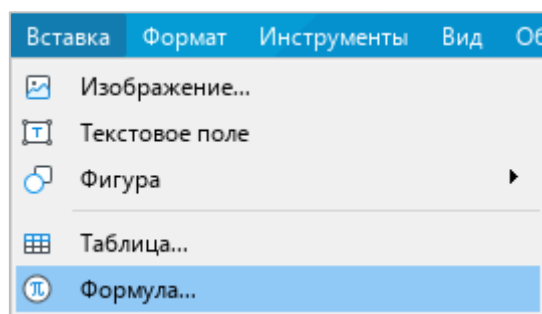 Вставка Формат Инструменты Вид
Изображение...
Текстовое поле
Фигура
Таблица...
Формула...